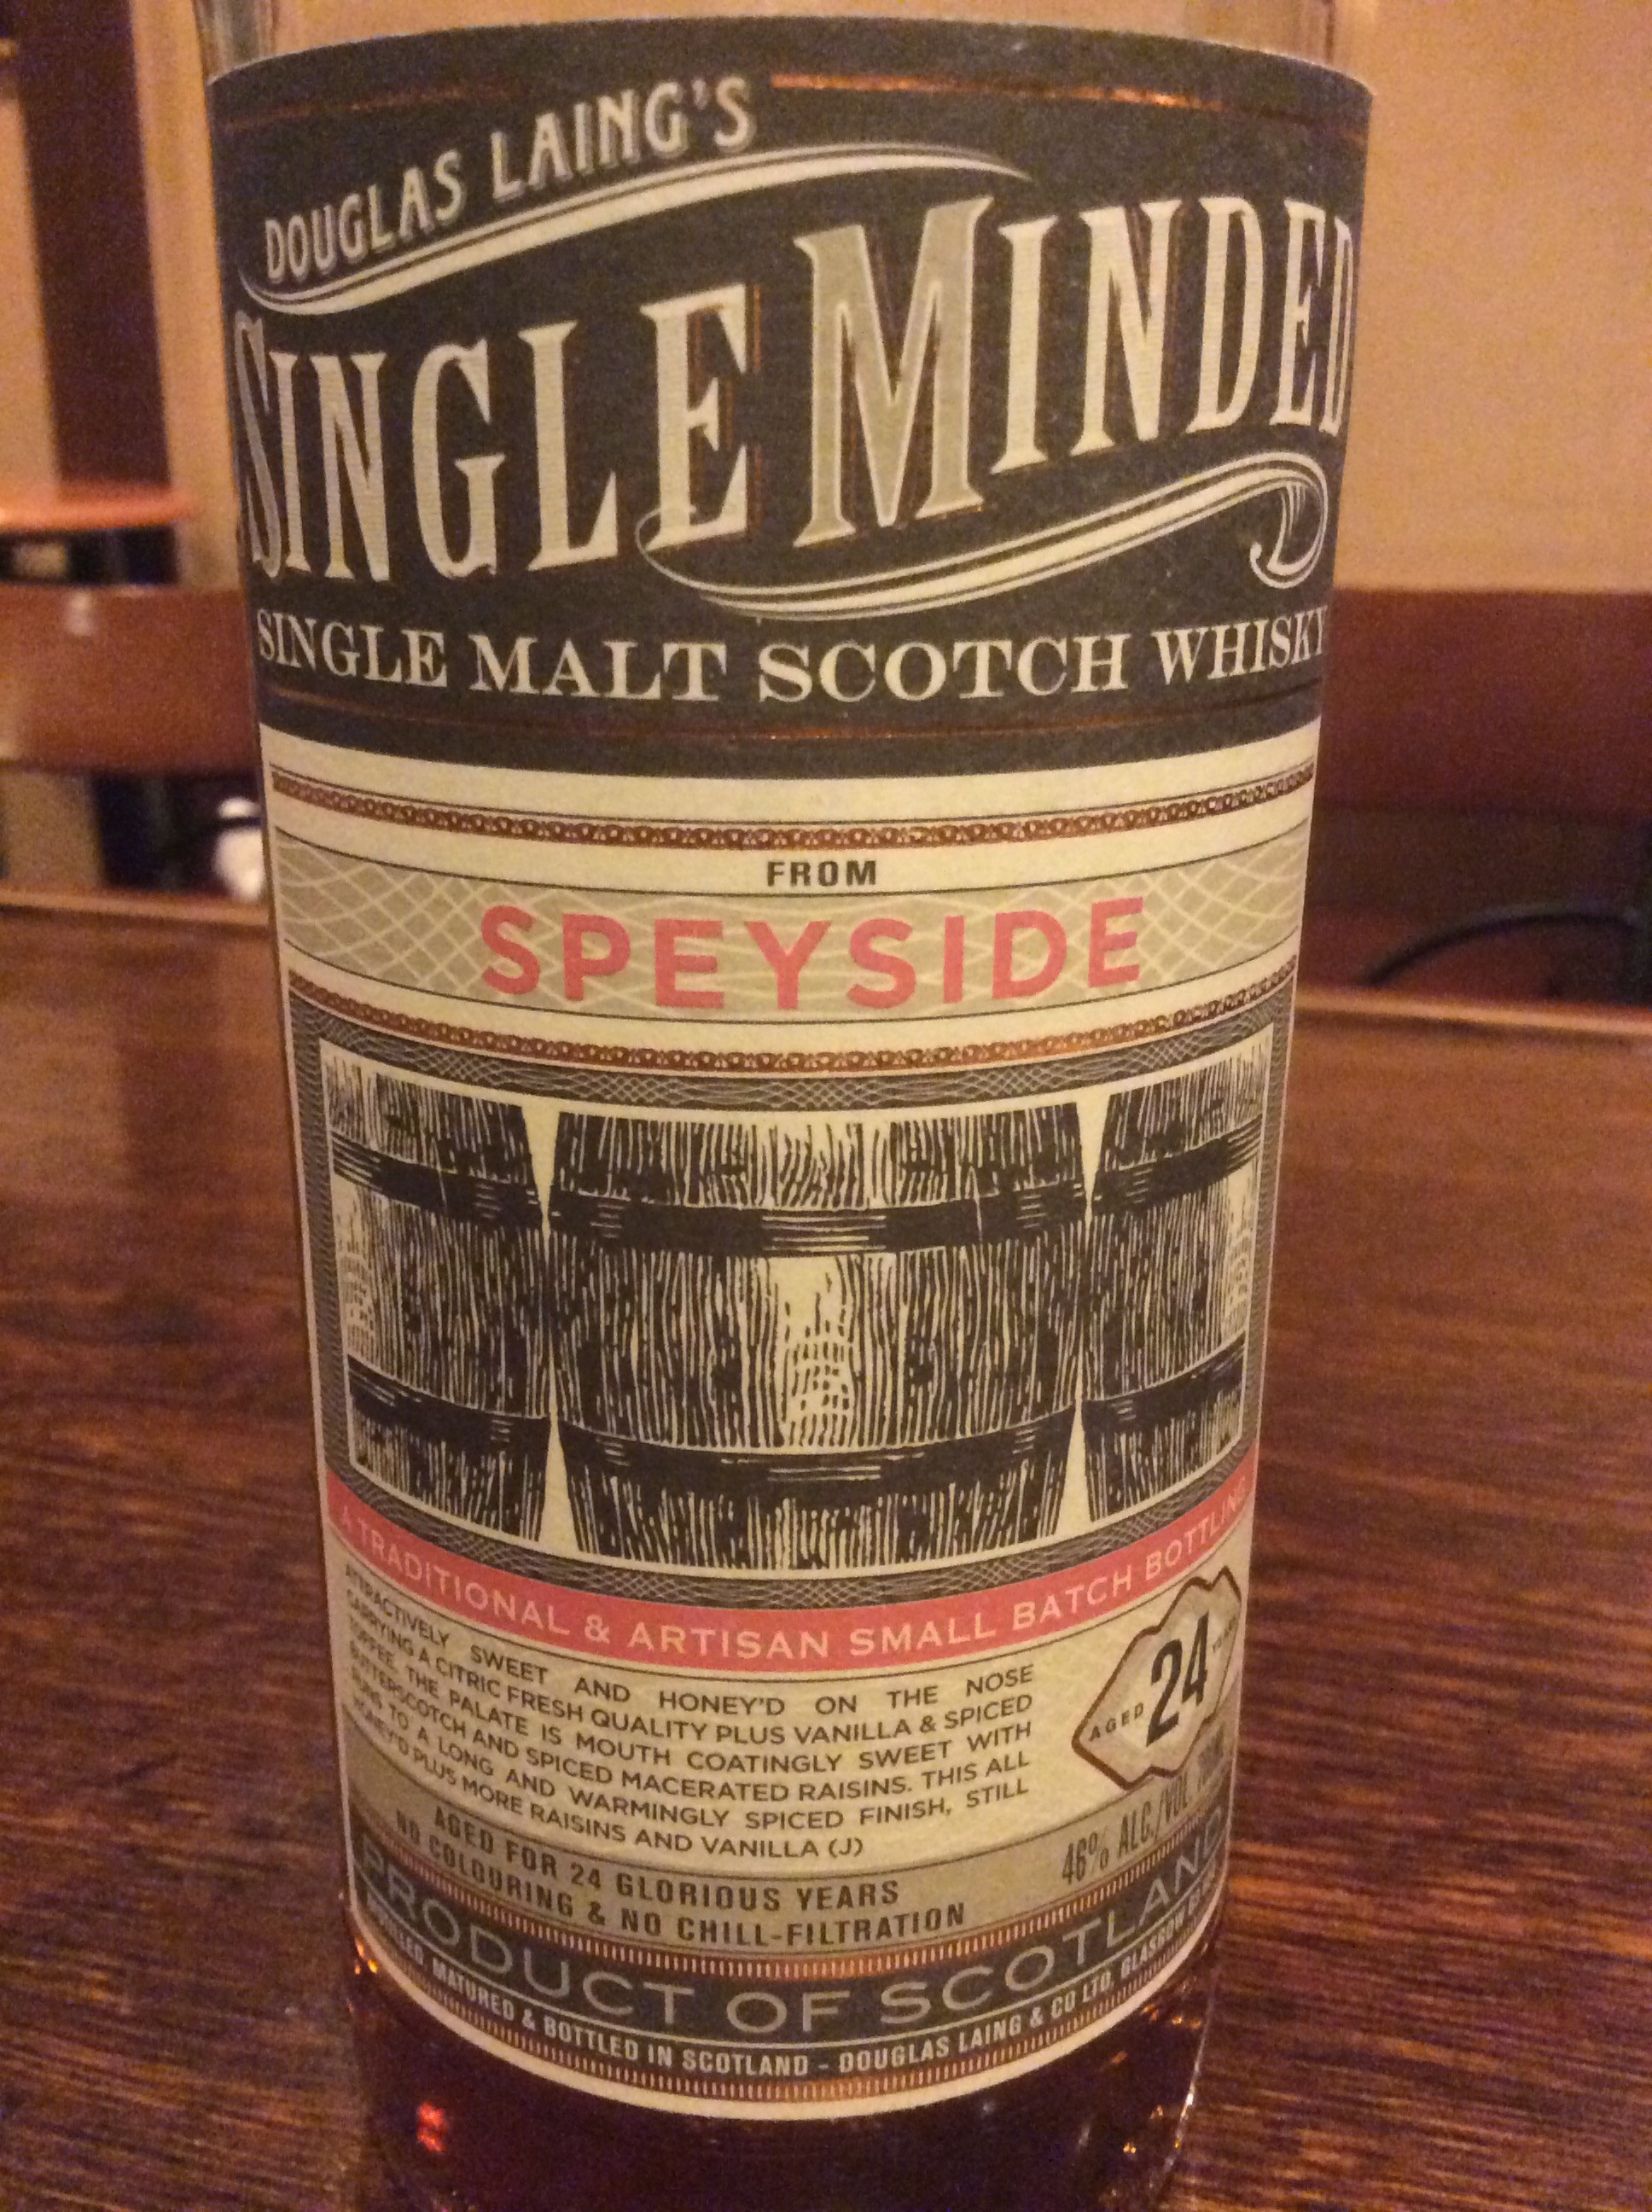 DOUGLAS LAING'S
SINGLE MINDED
SINGLE MALT SCOTCH WHISKY
FROM
SPEYSIDE
A TRADITIONAL & ARTISAN SMALL BATCH BOTTLING
ATTRACTIVELY SWEET AND HONEY'D ON THE NOSE
CARRYING A CITRIC FRESH QUALITY PLUS VANILLA & SPICED
TOFFEE. THE PALATE IS MOUTH COATINGLY SWEET WITH
BUTTERSCOTCH AND SPICED MACERATED RAISINS. THIS ALL
RUNS TO A LONG AND WARMINGLY SPICED FINISH, STILL
HONEY'D PLUS MORE RAISINS AND VANILLA (J)
AGED 24 YEARS
AGED FOR 24 GLORIOUS YEARS
NO COLOURING & NO CHILL-FILTRATION
46% ALC./VOL. 70CL
PRODUCT OF SCOTLAND
DISTILLED, MATURED & BOTTLED IN SCOTLAND - DOUGLAS LAING & CO LTD, GLASGOW